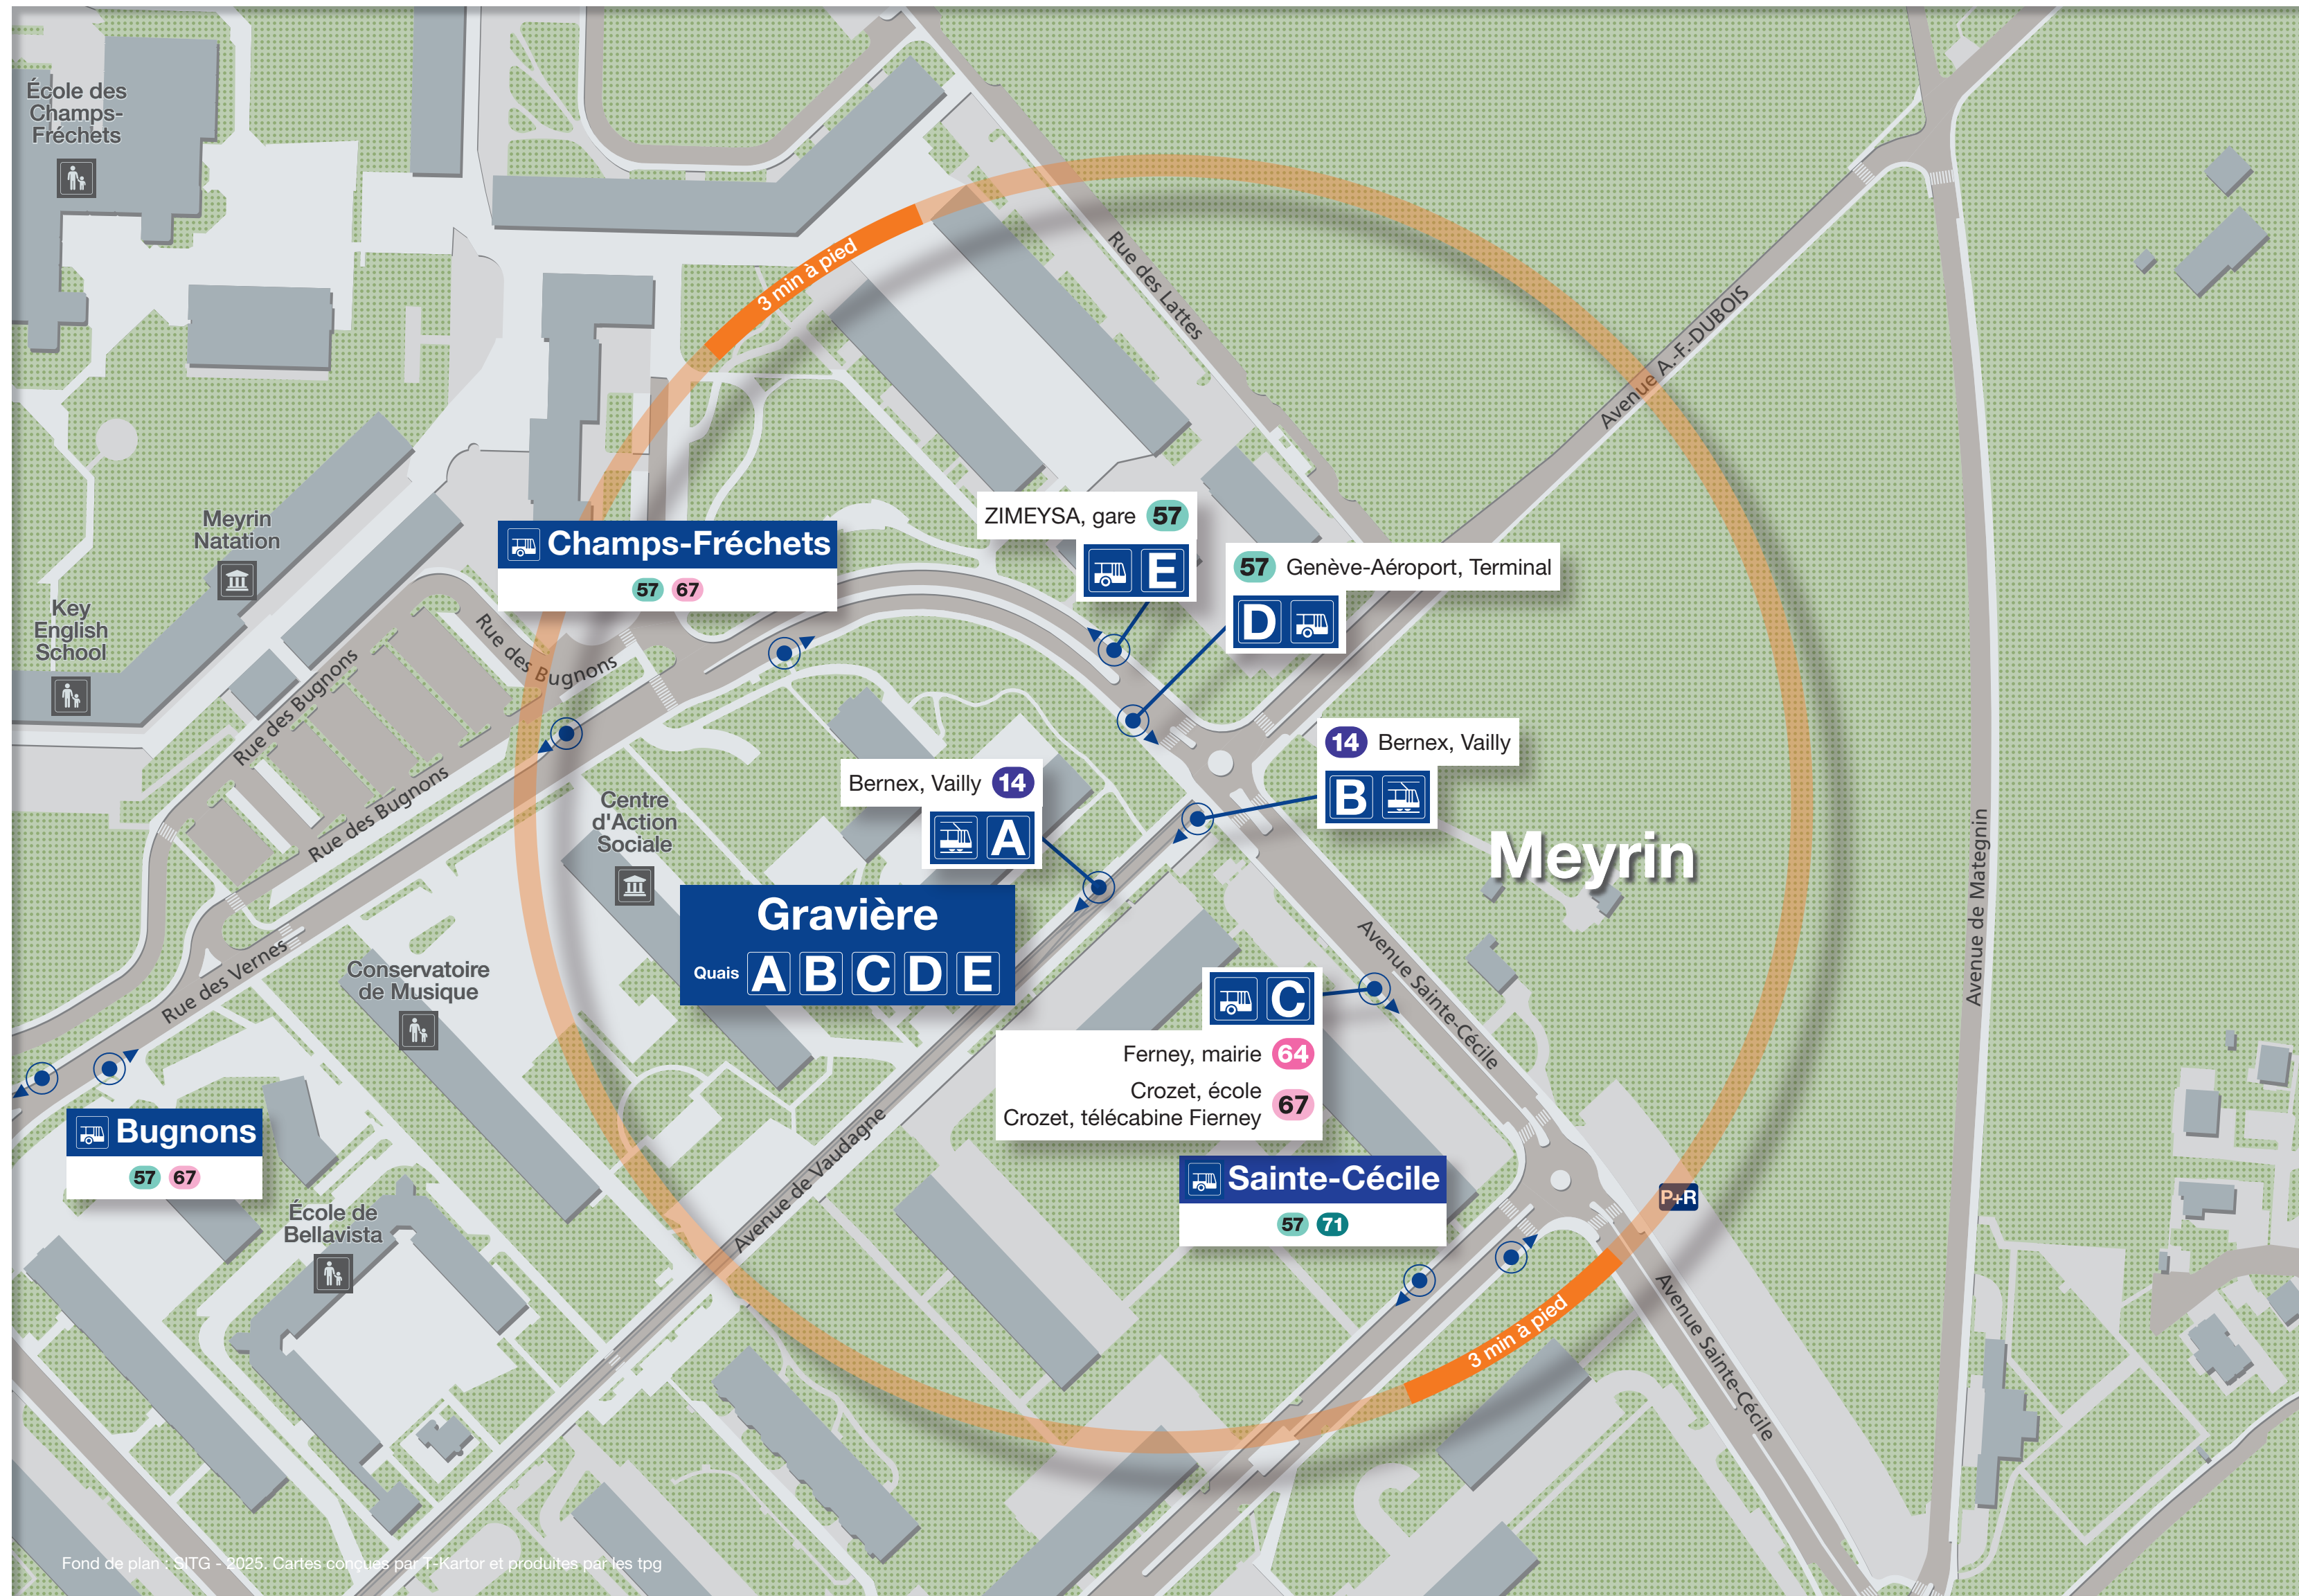 École des
Champs-
Fréchets
3 min à pied
Rue des Lattes
Avenue A.-F.-DUBOIS
ZIMEYSA, gare 57
E
57 Genève-Aéroport, Terminal
D
Champs-Fréchets
57 67
Meyrin
Natation
Key
English
School
Rue des Bugnons
Rue des Bugnons
Rue des Bugnons
14 Bernex, Vailly
B
Bernex, Vailly 14
A
Centre
d'Action
Sociale
Meyrin
Avenue de Mategnin
Gravière
Quais A B C D E
Conservatoire
de Musique
Rue des Vernes
Avenue Sainte-Cécile
C
Ferney, mairie 64
Crozet, école
Crozet, télécabine Fierney 67
Bugnons
57 67
Avenue de Vaudagne
Sainte-Cécile
57 71
P+R
École de
Bellavista
3 min à pied
Avenue Sainte-Cécile
Fond de plan : SITG - 2025. Cartes conçues par T-Kartor et produites par les tpg